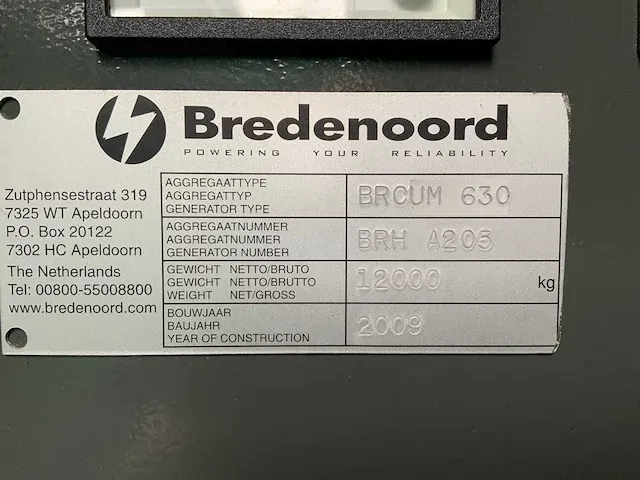 Bredenoord
POWERING YOUR RELIABILITY
Zutphensestraat 319
7325 WT Apeldoorn
P.O. Box 20122
7302 HC Apeldoorn
The Netherlands
Tel: 00800-55008800
www.bredenoord.com
AGGREGAATTYPE
AGGREGATTYP
GENERATOR TYPE
BRCUM 630
AGGREGAATNUMMER
AGGREGATNUMMER
GENERATOR NUMBER
BRH A205
GEWICHT NETTO/BRUTO
GEWICHT NETTO/BRUTTO
WEIGHT NET/GROSS
12000 kg
BOUWJAAR
BAUJAHR
YEAR OF CONSTRUCTION
2009